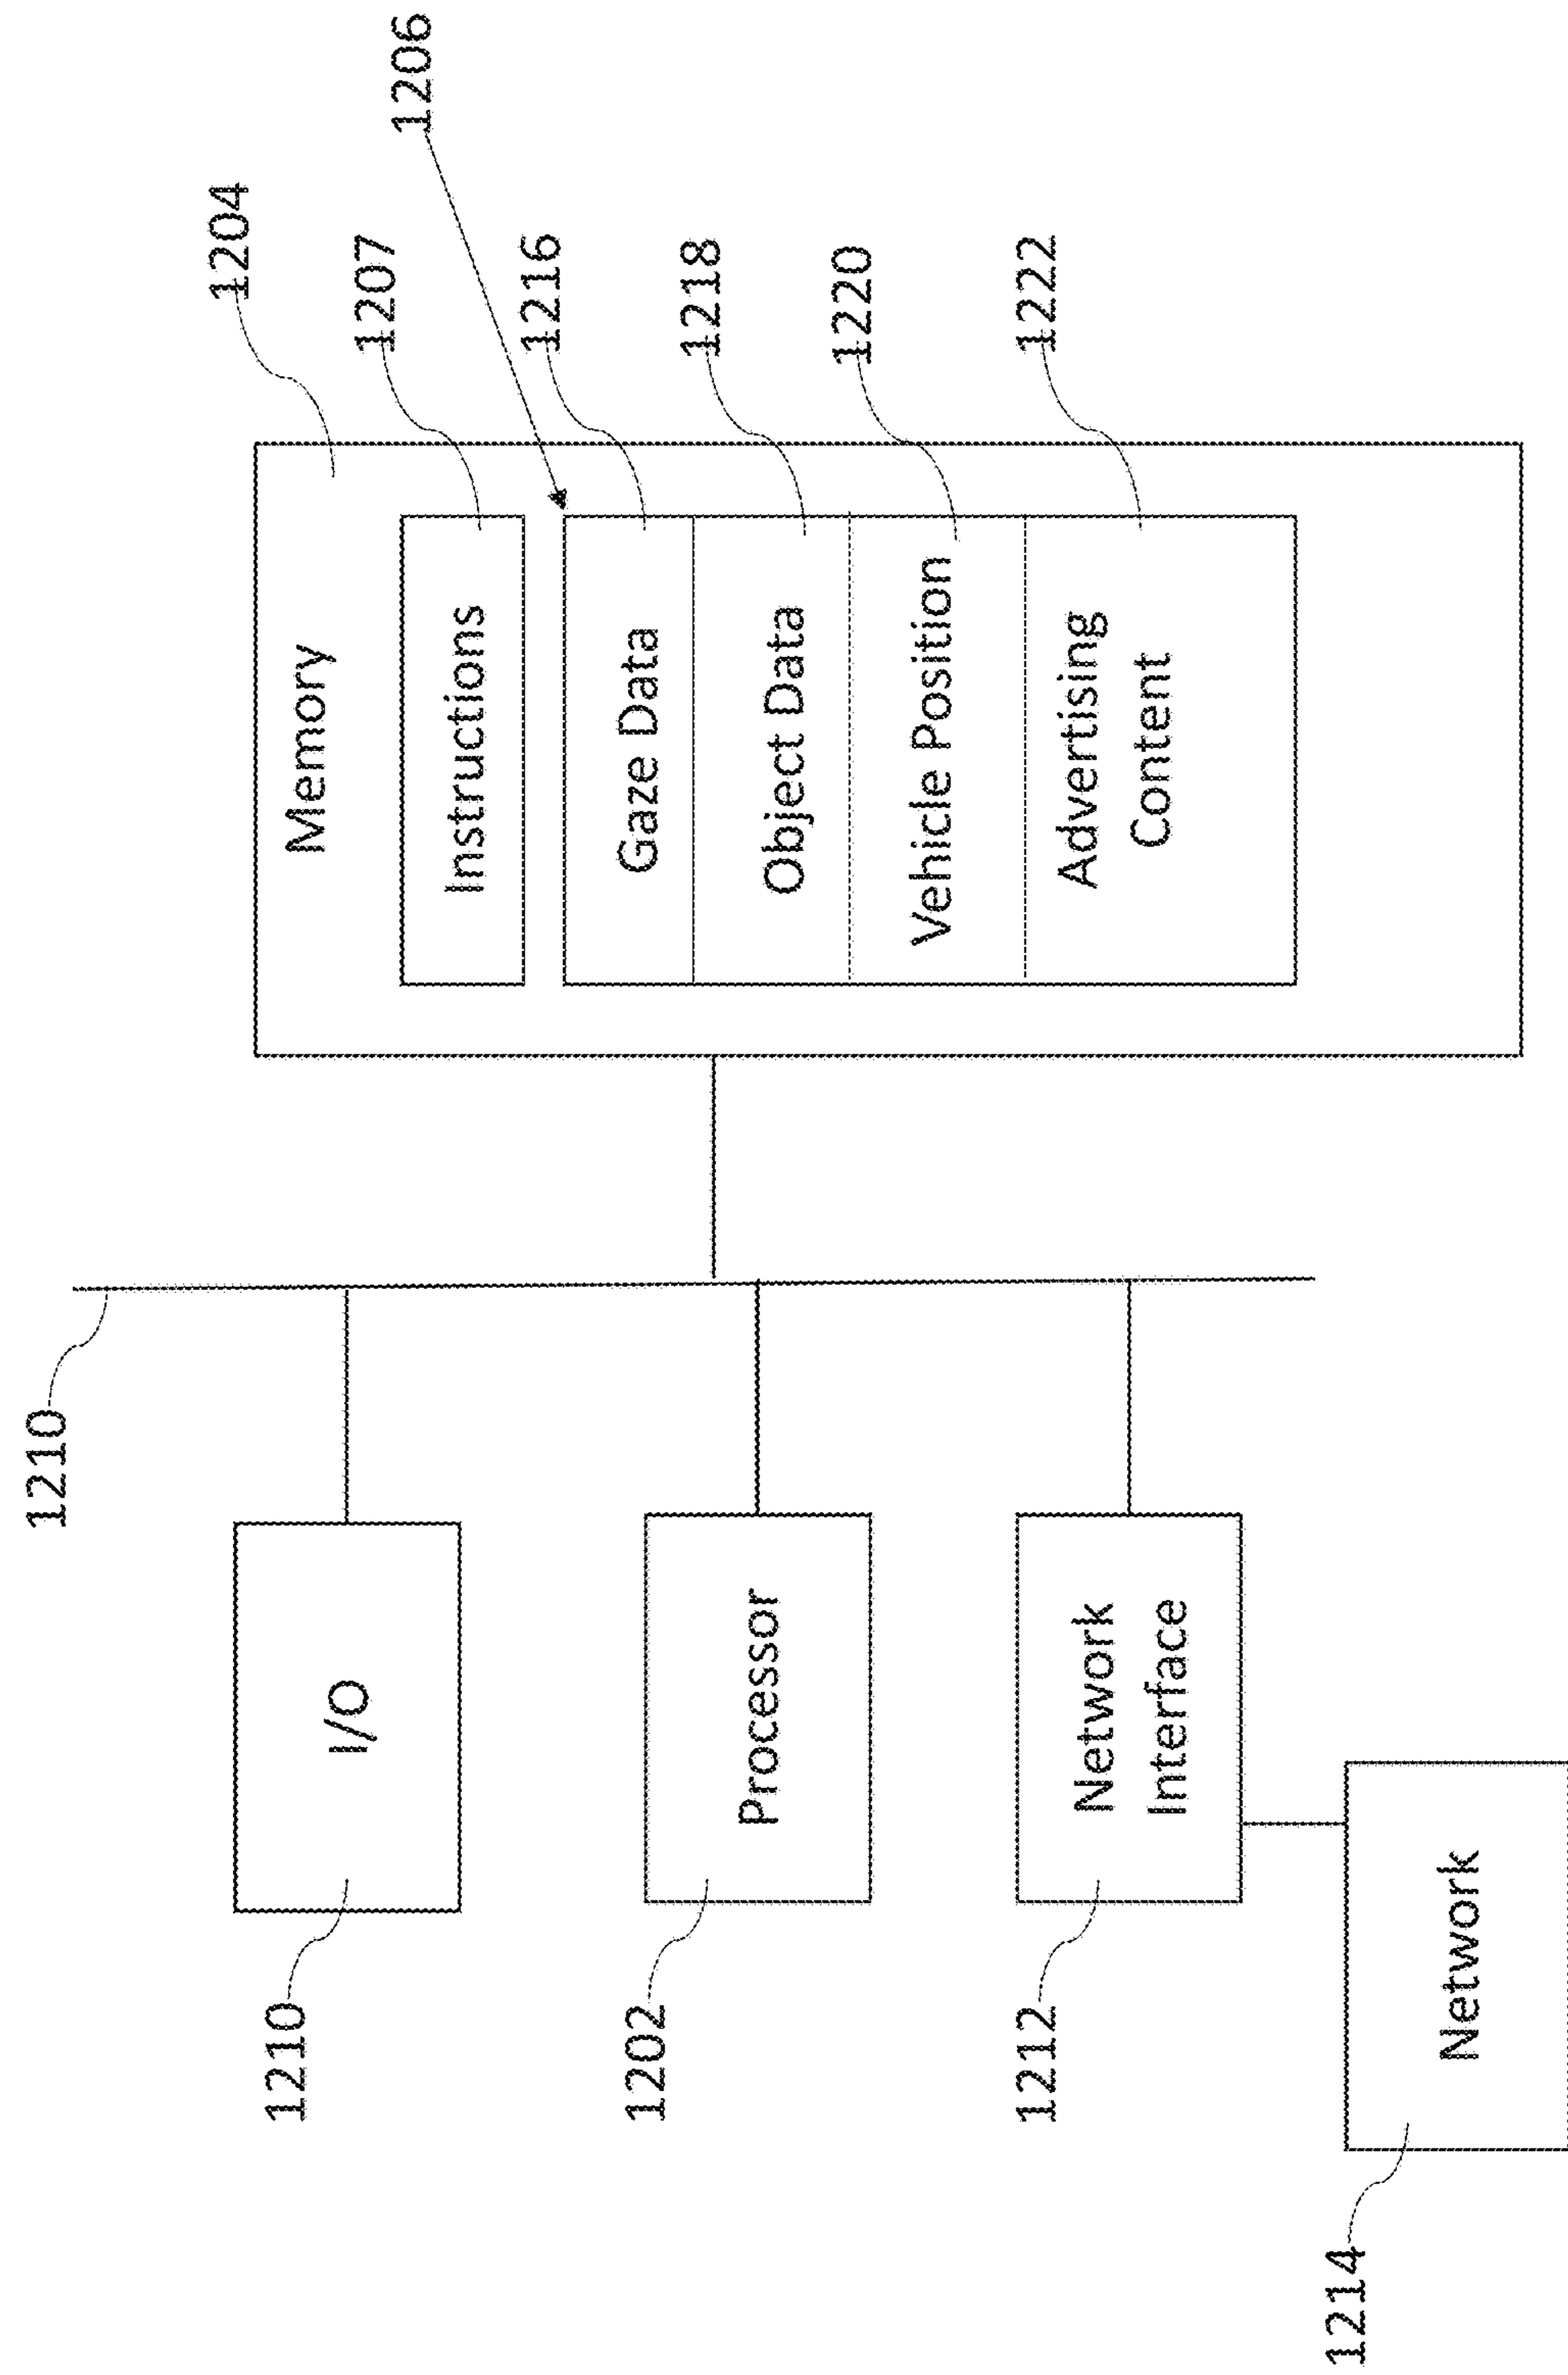 1204
1206
1207
1216
1218
1220
1222
Memory
Instructions
Gaze Data
Object Data
Vehicle Position
Advertising
Content
1210
I/O
1210
Processor
1202
Network
Interface
1212
Network
1214